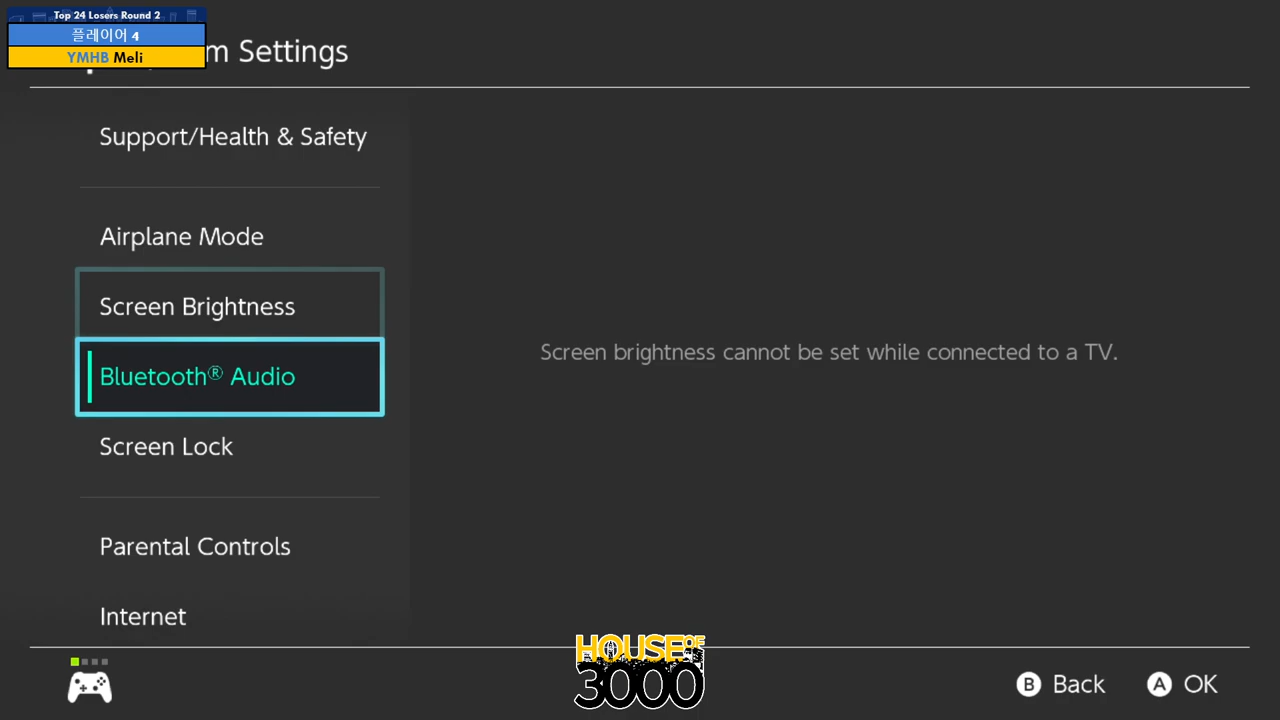 Top 24 Losers Round 2
플레이어 4
YMHB Meli
m Settings
Support/Health & Safety
Airplane Mode
Screen Brightness
Bluetooth® Audio
Screen Lock
Parental Controls
Internet
Screen brightness cannot be set while connected to a TV.
HOUSE OF
3000
B Back
A OK